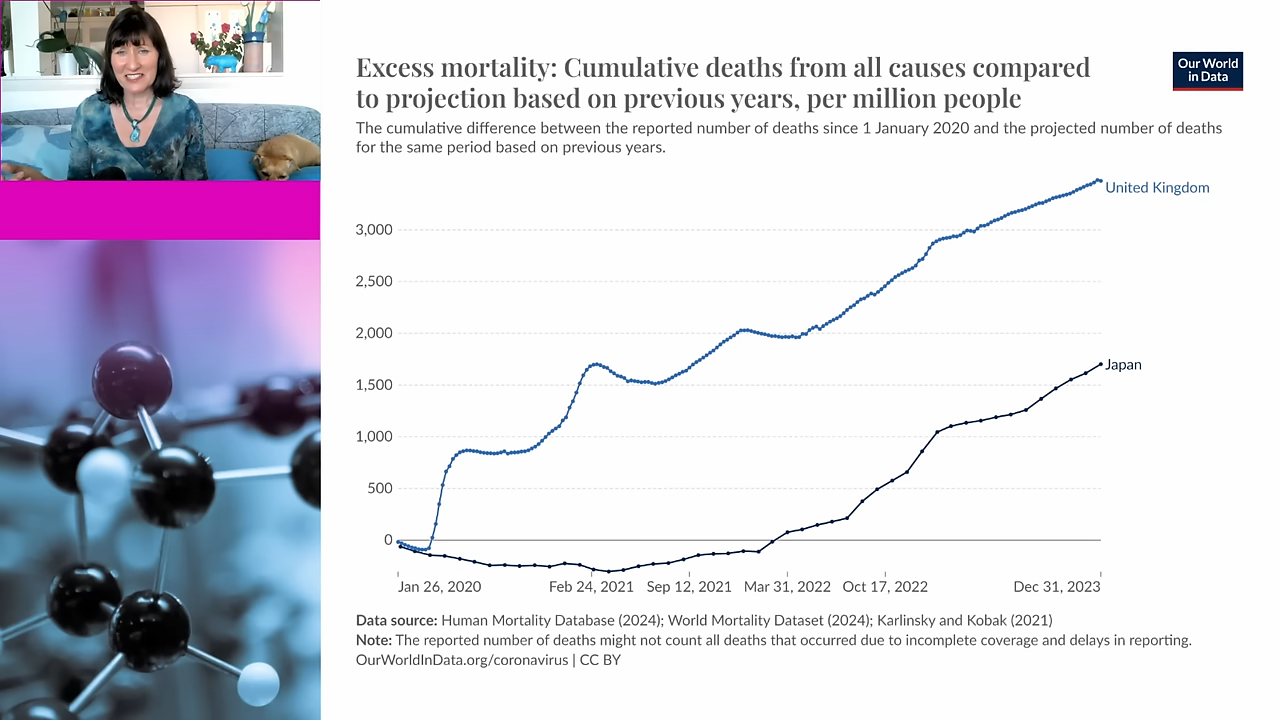 Excess mortality: Cumulative deaths from all causes compared
to projection based on previous years, per million people
Our World
in Data
The cumulative difference between the reported number of deaths since 1 January 2020 and the projected number of deaths
for the same period based on previous years.
United Kingdom
3,000
2,500
2,000
1,500
Japan
1,000
500
0
Jan 26, 2020
Feb 24, 2021
Sep 12, 2021
Mar 31, 2022
Oct 17, 2022
Dec 31, 2023
Data source: Human Mortality Database (2024); World Mortality Dataset (2024); Karlinsky and Kobak (2021)
Note: The reported number of deaths might not count all deaths that occurred due to incomplete coverage and delays in reporting.
OurWorldInData.org/coronavirus | CC BY